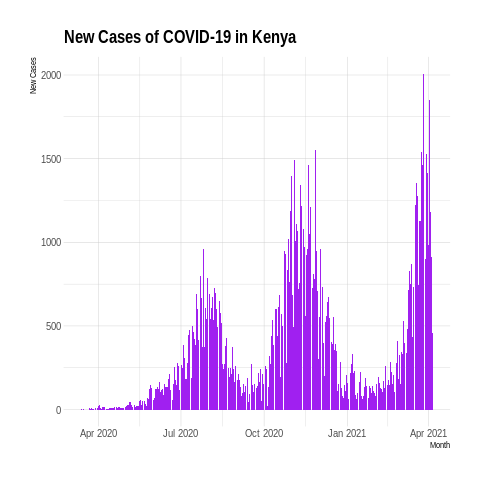 New Cases of COVID-19 in Kenya
New Cases
2000
1500
1000
500
0
Apr 2020
Jul 2020
Oct 2020
Jan 2021
Apr 2021
Month